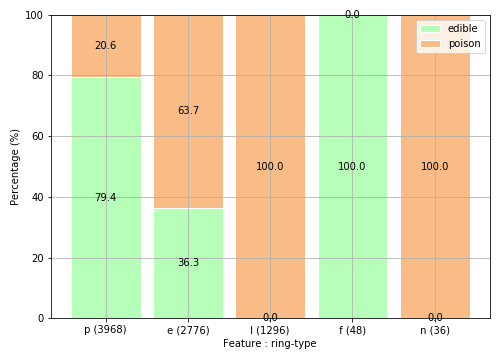 100
80
60
40
20
0
Percentage (%)
20.6
79.4
63.7
36.3
100.0
0.0
0.0
100.0
100.0
0.0
edible
poison
p (3968)
e (2776)
l (1296)
f (48)
n (36)
Feature : ring-type